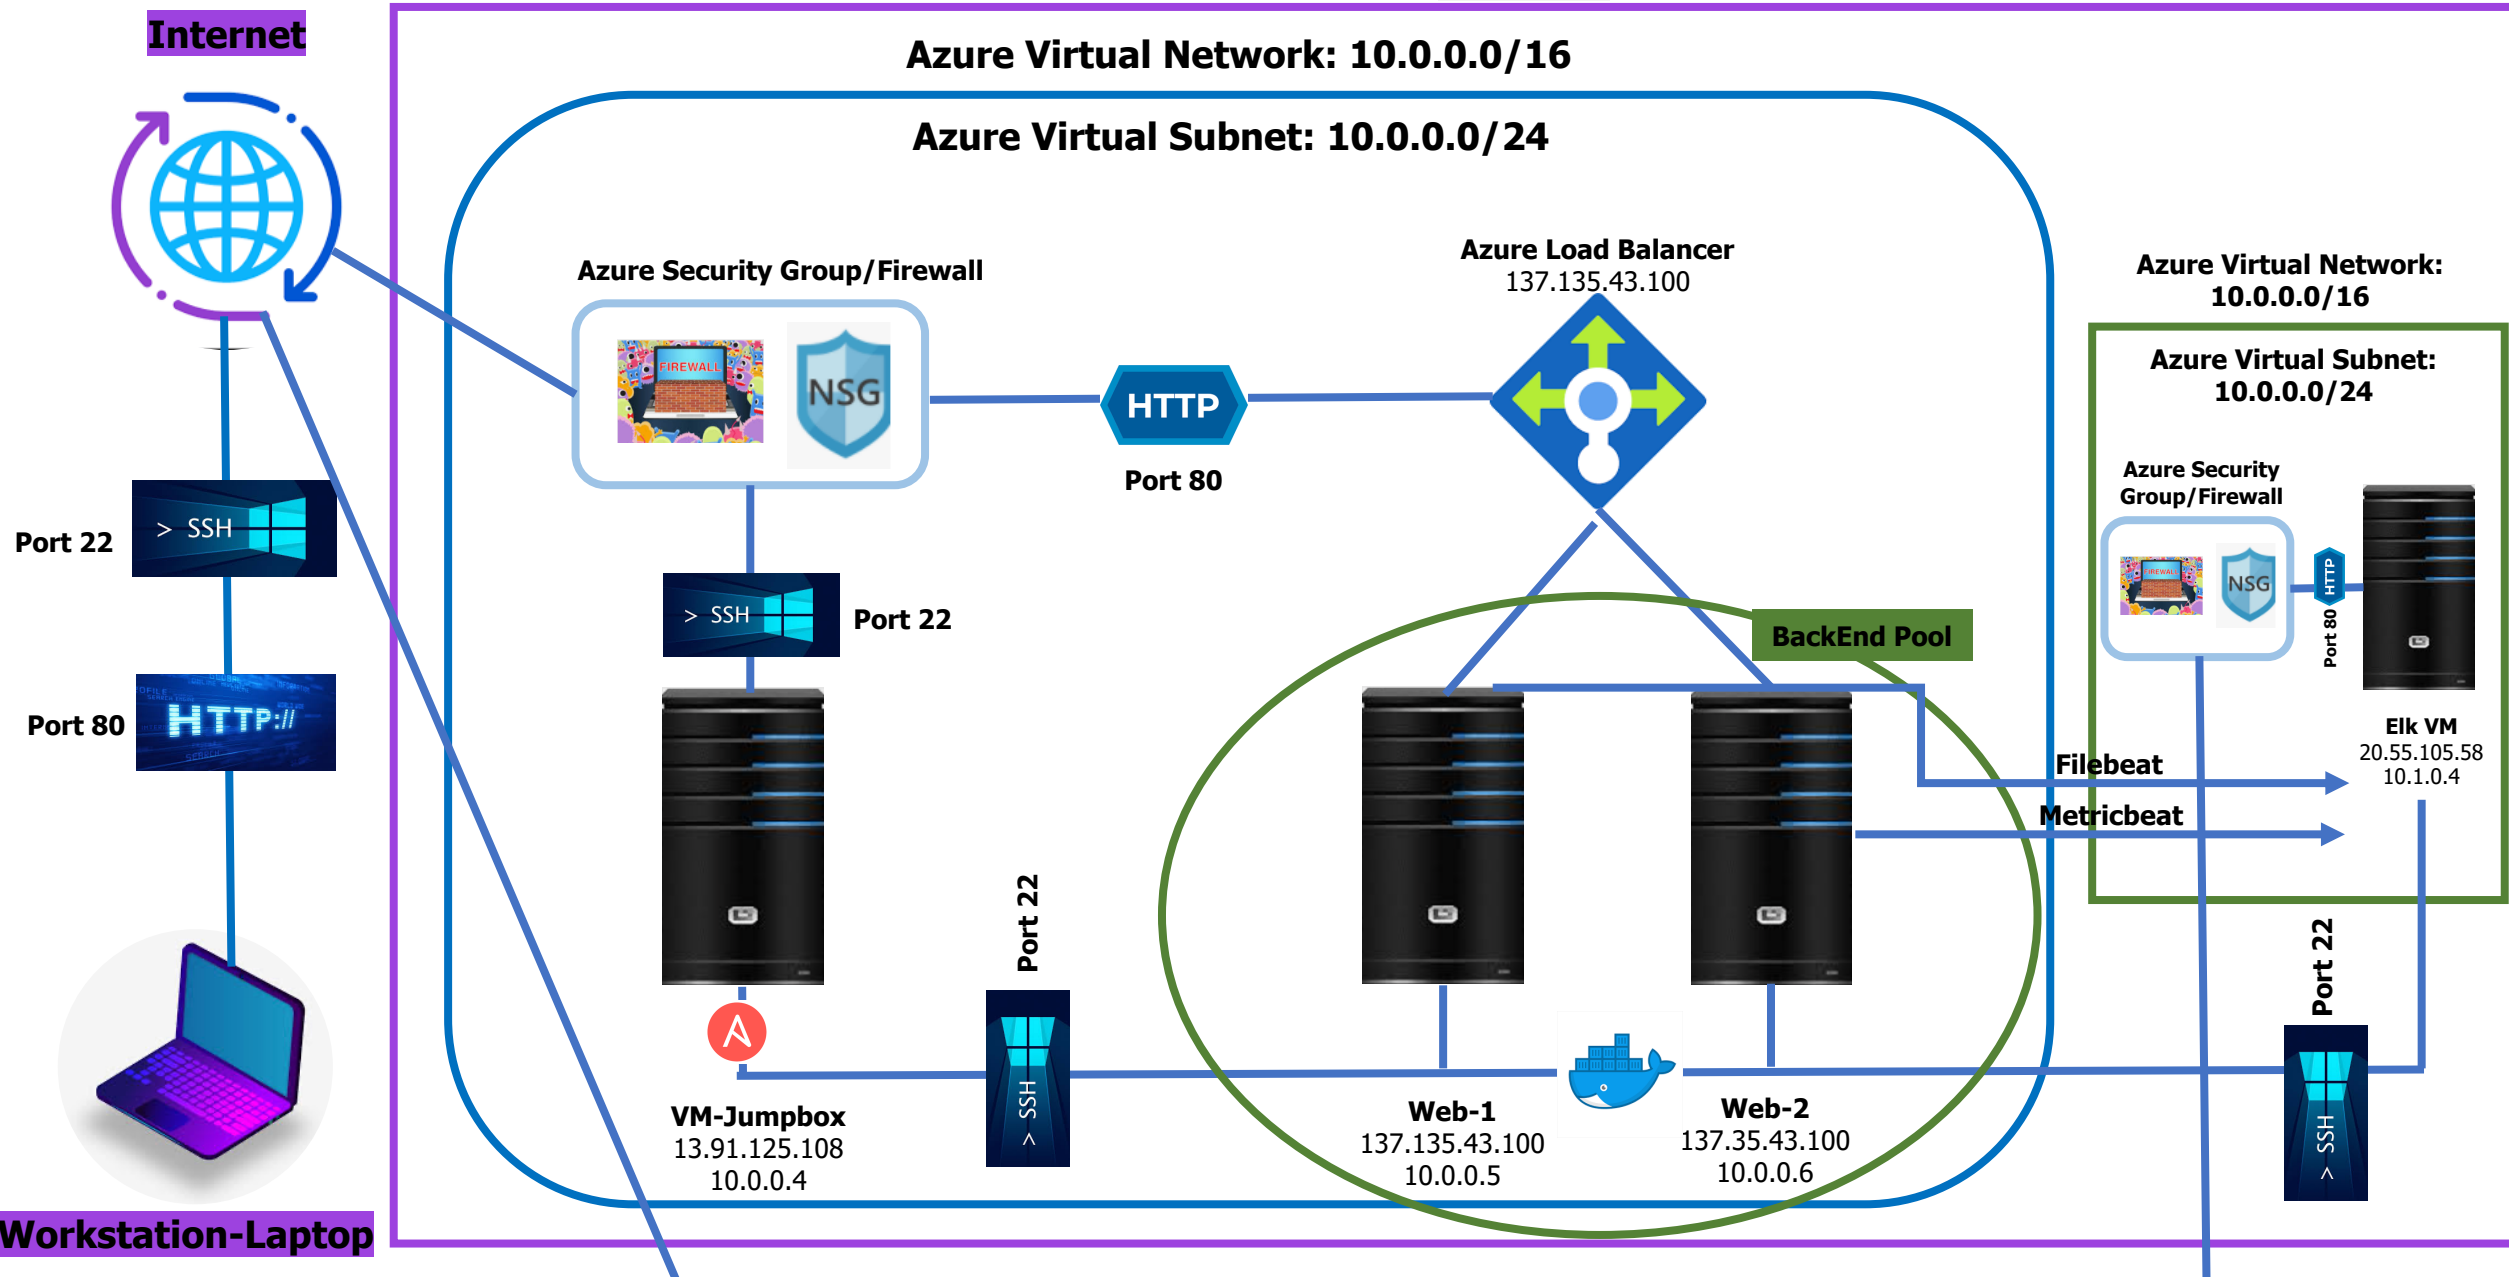 Internet
Azure Virtual Network: 10.0.0.0/16
Azure Virtual Subnet: 10.0.0.0/24
Azure Security Group/Firewall
FIREWALL
NSG
HTTP
Port 80
Azure Load Balancer
137.135.43.100
Azure Virtual Network:
10.0.0.0/16
Azure Virtual Subnet:
10.0.0.0/24
Azure Security
Group/Firewall
FIREWALL
NSG
HTTP
Port 80
Elk VM
20.55.105.58
10.1.0.4
Port 22
> SSH
Port 80
HTTP://
> SSH
Port 22
BackEnd Pool
Filebeat
Metricbeat
Port 22
> SSH
Port 22
> SSH
VM-Jumpbox
13.91.125.108
10.0.0.4
Web-1
137.135.43.100
10.0.0.5
Web-2
137.35.43.100
10.0.0.6
Workstation-Laptop